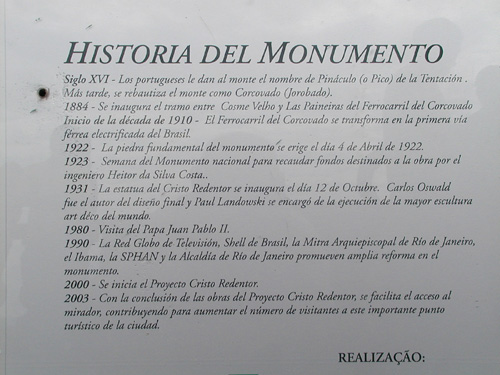 HISTORIA DEL MONUMENTO
Siglo XVI - Los portugueses le dan al monte el nombre de Pináculo (o Pico) de la Tentación .
Más tarde, se rebautiza el monte como Corcovado (Jorobado).
1884 - Se inaugura el tramo entre Cosme Velho y Las Paineiras del Ferrocarril del Corcovado
Inicio de la década de 1910 - El Ferrocarril del Corcovado se transforma en la primera vía
férrea electrificada del Brasil.
1922 - La piedra fundamental del monumento se erige el día 4 de Abril de 1922.
1923 - Semana del Monumento nacional para recaudar fondos destinados a la obra por el
ingeniero Heitor da Silva Costa..
1931 - La estatua del Cristo Redentor se inaugura el día 12 de Octubre. Carlos Oswald
fue el autor del diseño final y Paul Landowski se encargó de la ejecución de la mayor escultura
art déco del mundo.
1980 - Visita del Papa Juan Pablo II.
1990 - La Red Globo de Televisión, Shell de Brasil, la Mitra Arquiepiscopal de Río de Janeiro,
el Ibama, la SPHAN y la Alcaldía de Río de Janeiro promueven amplia reforma en el
monumento.
2000 - Se inicia el Proyecto Cristo Redentor.
2003 - Con la conclusión de las obras del Proyecto Cristo Redentor, se facilita el acceso al
mirador, contribuyendo para aumentar el número de visitantes a este importante punto
turístico de la ciudad.
REALIZAÇÃO: